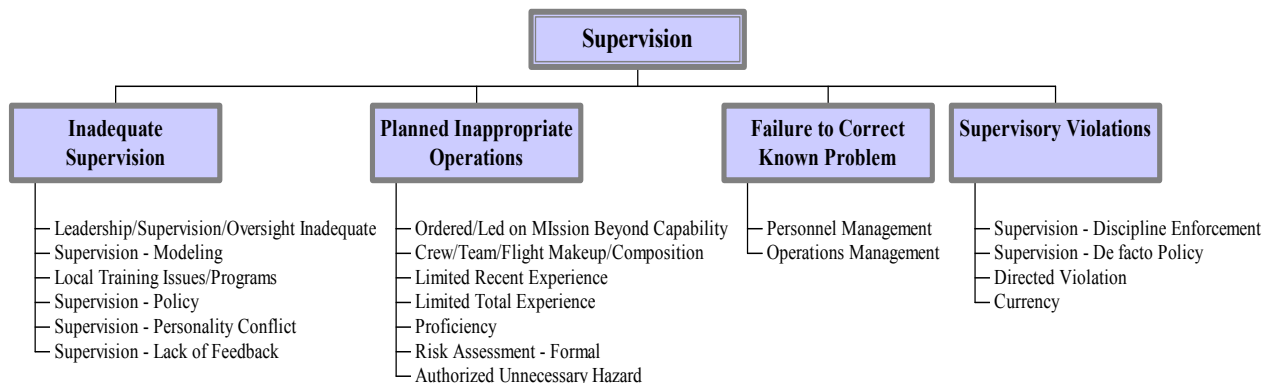 Supervision
Inadequate
Supervision
Leadership/Supervision/Oversight Inadequate
Supervision - Modeling
Local Training Issues/Programs
Supervision - Policy
Supervision - Personality Conflict
Supervision - Lack of Feedback
Planned Inappropriate
Operations
Ordered/Led on MIssion Beyond Capability
Crew/Team/Flight Makeup/Composition
Limited Recent Experience
Limited Total Experience
Proficiency
Risk Assessment - Formal
Authorized Unnecessary Hazard
Failure to Correct
Known Problem
Personnel Management
Operations Management
Supervisory Violations
Supervision - Discipline Enforcement
Supervision - De facto Policy
Directed Violation
Currency